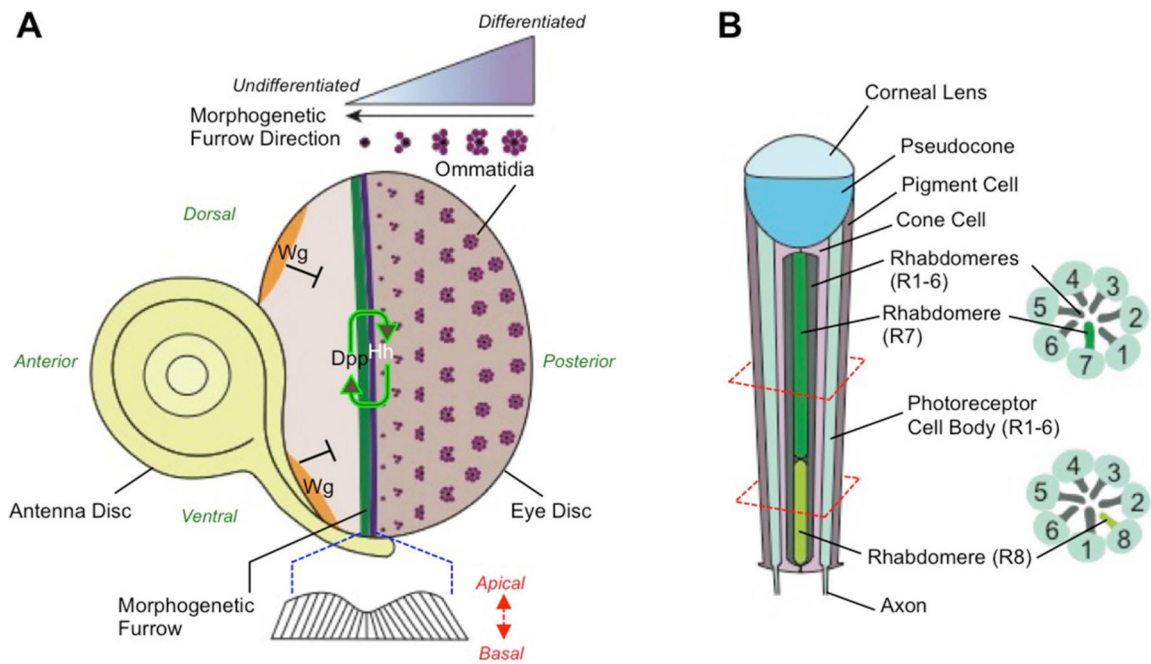 A
Differentiated
Undifferentiated
Morphogenetic
Furrow Direction
Ommatidia
Dorsal
Wg
Anterior
Dpp
Hh
Posterior
Wg
Antenna Disc
Ventral
Eye Disc
Morphogenetic
Furrow
Apical
Basal
B
Corneal Lens
Pseudocone
Pigment Cell
Cone Cell
Rhabdomeres
(R1-6)
Rhabdomere
(R7)
4
3
5
2
6
1
7
Photoreceptor
Cell Body (R1-6)
4
3
5
2
6
1
8
Rhabdomere (R8)
Axon